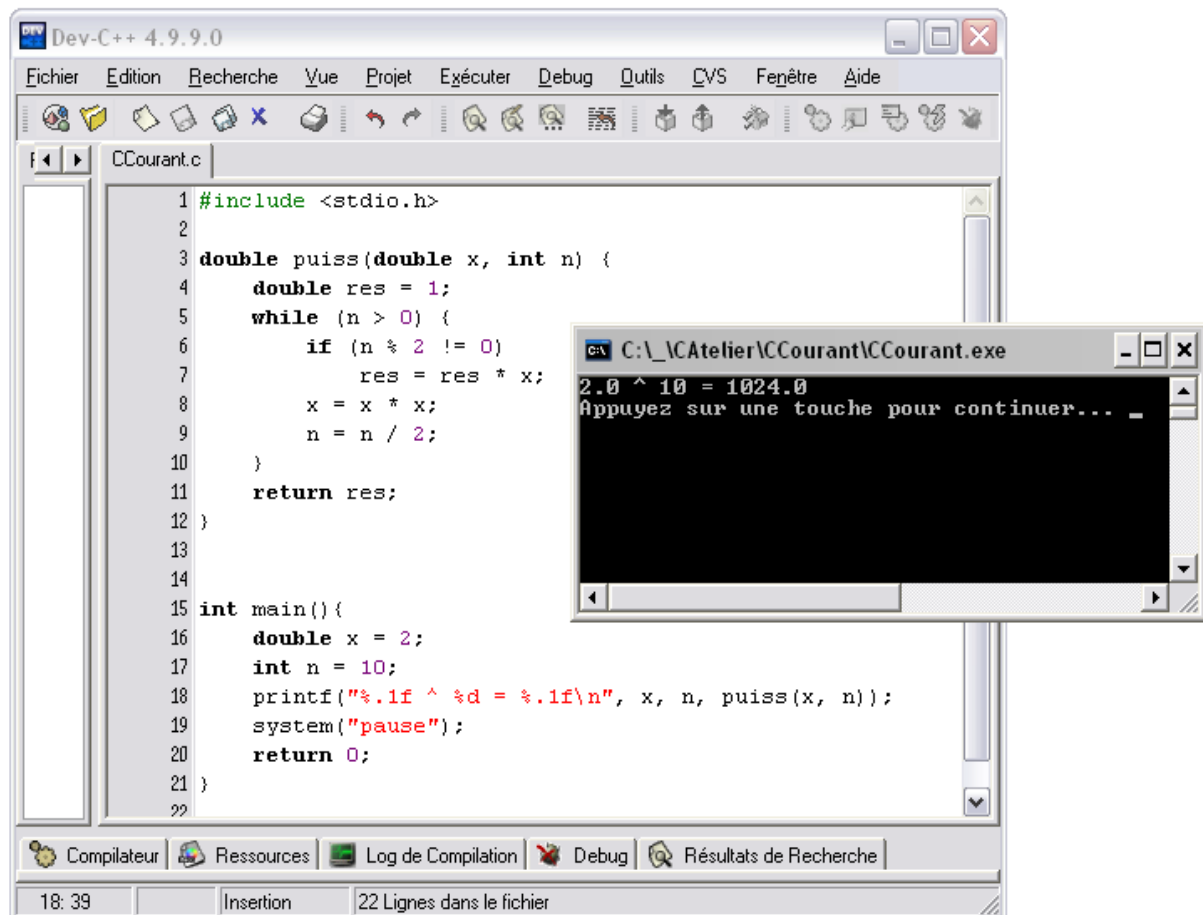 Dev-C++ 4.9.9.0
Fichier Edition Recherche Vue Projet Exécuter Debug Outils CVS Fenêtre Aide
CCourant.c
1 #include <stdio.h>
2
3 double puiss(double x, int n) {
4     double res = 1;
5     while (n > 0) {
6         if (n % 2 != 0)
7             res = res * x;
8         x = x * x;
9         n = n / 2;
10     }
11     return res;
12 }
13
14
15 int main(){
16     double x = 2;
17     int n = 10;
18     printf("%.1f ^ %d = %.1f\n", x, n, puiss(x, n));
19     system("pause");
20     return 0;
21 }
22
C:\_\CAtelier\CCourant\CCourant.exe
2.0 ^ 10 = 1024.0
Appuyez sur une touche pour continuer... _
Compilateur Ressources Log de Compilation Debug Résultats de Recherche
18: 39 Insertion 22 Lignes dans le fichier